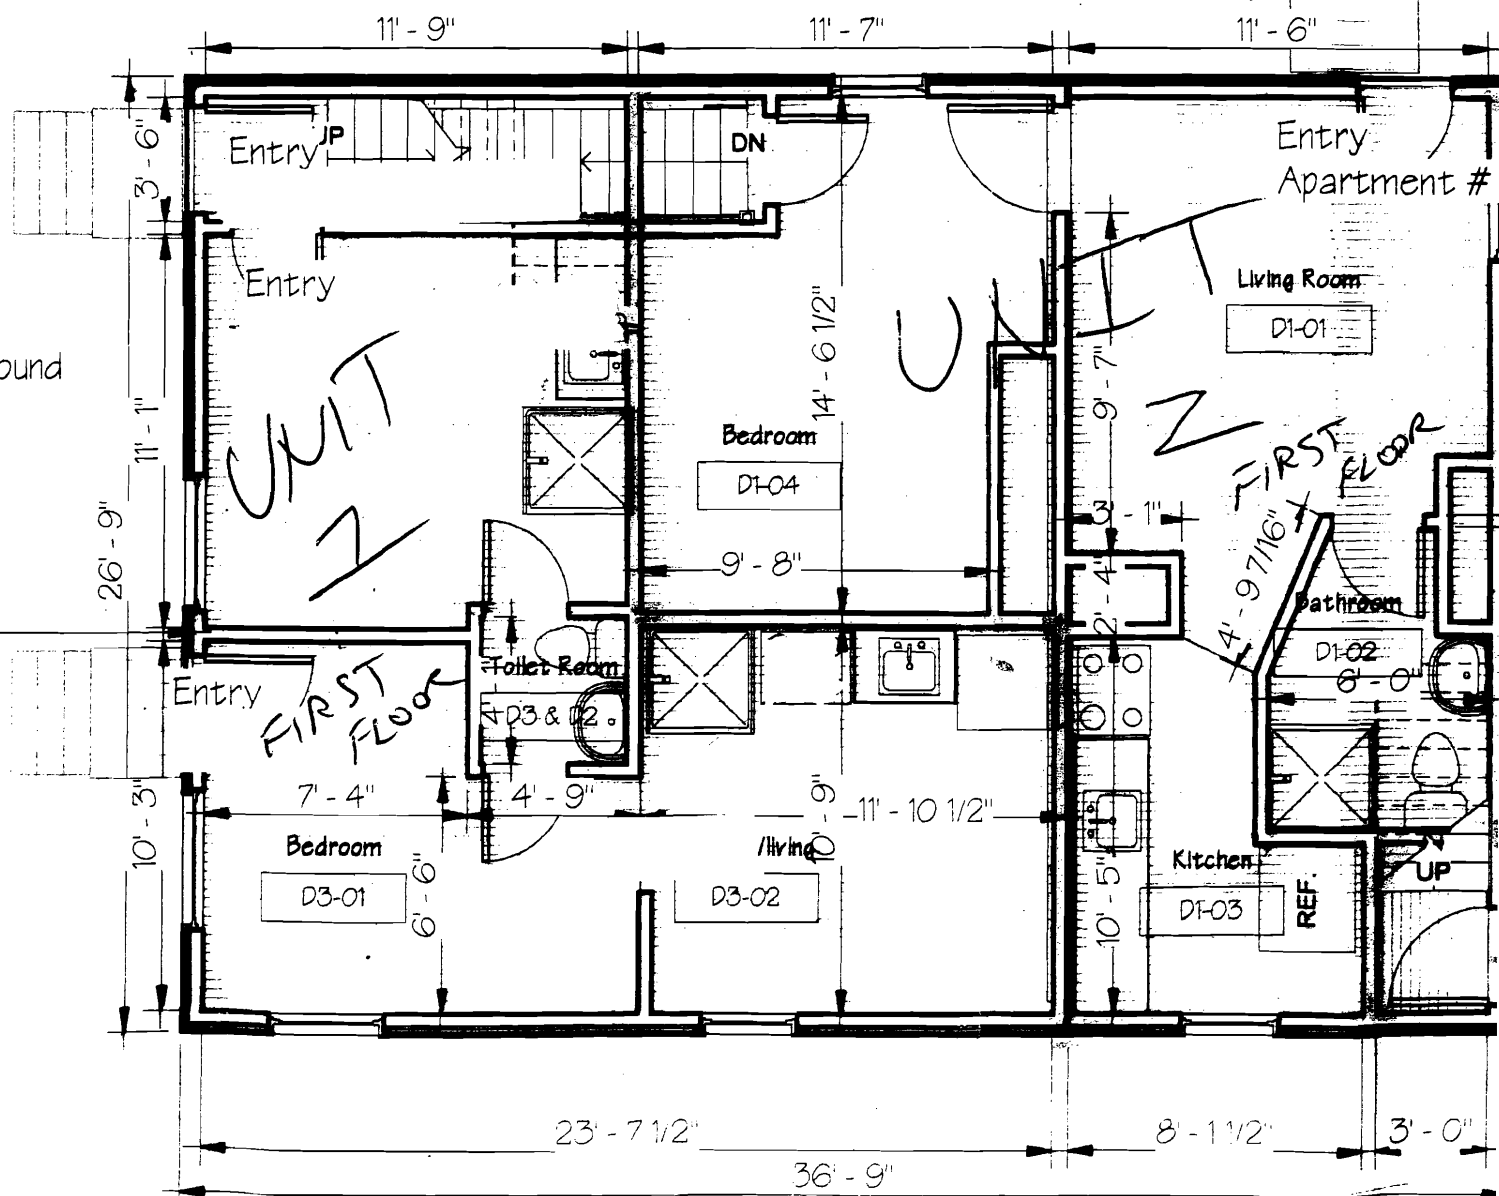 11' - 9"
11' - 7"
11' - 6"
3' - 6"
Entry
UP
DN
Entry
Apartment #
Entry
Living Room
D1-01
UNIT
2
FIRST
FLOOR
ound
11' - 1"
26' - 9"
UNIT
1
14' - 6 1/2"
9' - 7"
Bedroom
D1-04
3' - 1"
9' - 8"
2' - 4"
4' - 9 7/16"
Bathroom
D1-02
6' - 0"
Toilet Room
D3 & D2
Entry
FIRST
FLOOR
10' - 3"
7' - 4"
4' - 9"
10' - 9"
11' - 10 1/2"
Bedroom
D3-01
6' - 6"
/living
D3-02
Kitchen
D1-03
10' - 5"
REF.
UP
23' - 7 1/2"
8' - 1 1/2"
3' - 0"
36' - 9"